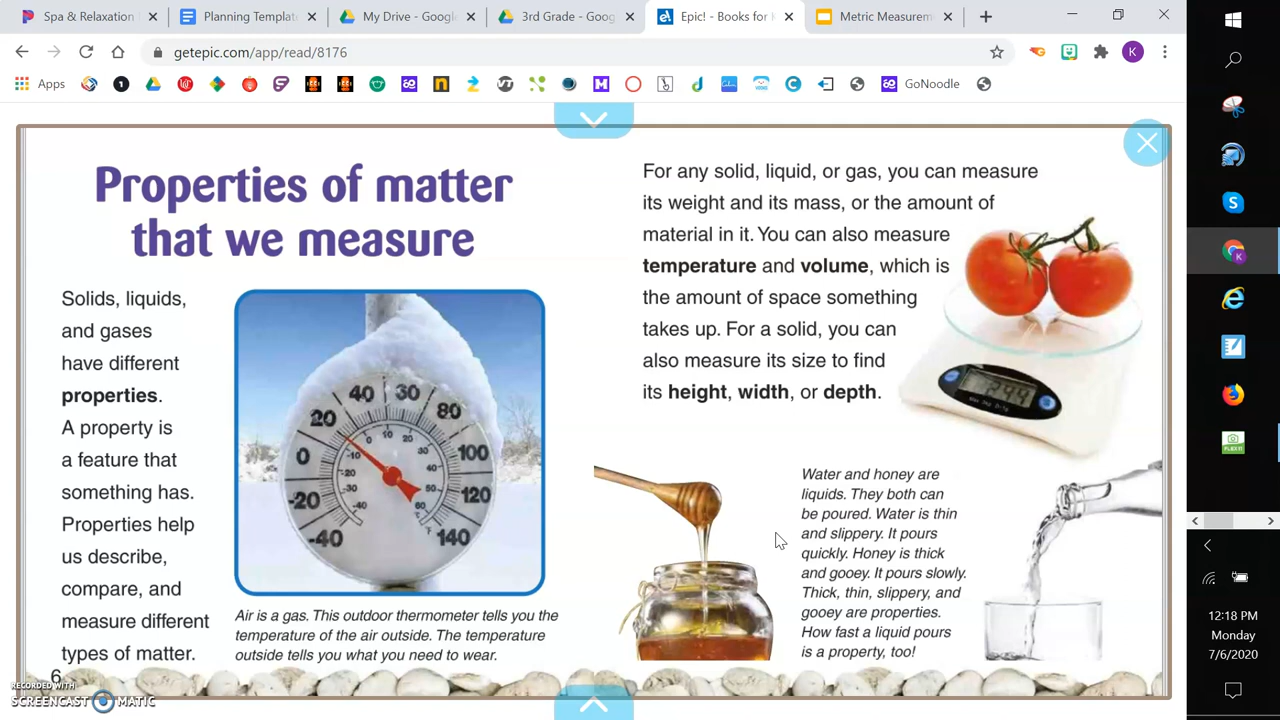 Spa & Relaxation
Planning Templat
My Drive - Google
3rd Grade - Goog
Epic! - Books for
Metric Measurem
getepic.com/app/read/8176
K
Apps
GoNoodle
Properties of matter
that we measure
Solids, liquids,
and gases
have different
properties.
A property is
a feature that
something has.
Properties help
us describe,
compare, and
measure different
types of matter.
6
40 30 80
20 100
0 120
-20 140
-40
Air is a gas. This outdoor thermometer tells you the
temperature of the air outside. The temperature
outside tells you what you need to wear.
For any solid, liquid, or gas, you can measure
its weight and its mass, or the amount of
material in it. You can also measure
temperature and volume, which is
the amount of space something
takes up. For a solid, you can
also measure its size to find
its height, width, or depth.
Water and honey are
liquids. They both can
be poured. Water is thin
and slippery. It pours
quickly. Honey is thick
and gooey. It pours slowly.
Thick, thin, slippery, and
gooey are properties.
How fast a liquid pours
is a property, too!
RECORDED WITH
SCREENCAST MATIC
12:18 PM
Monday
7/6/2020